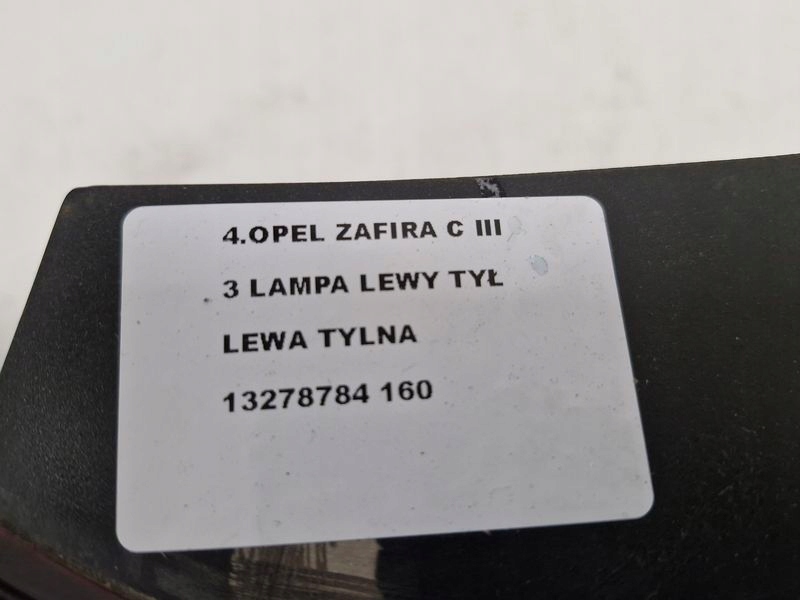 4.OPEL ZAFIRA C III
3 LAMPA LEWY TYŁ
LEWA TYLNA
13278784 160